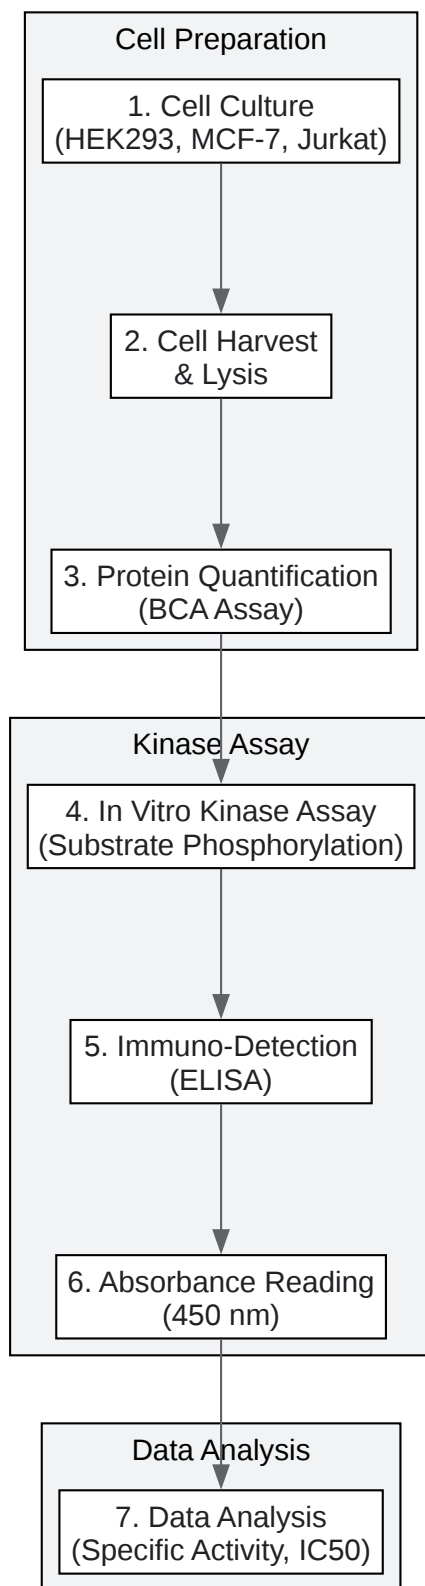 Cell Preparation
1. Cell Culture
(HEK293, MCF-7, Jurkat)
2. Cell Harvest
& Lysis
3. Protein Quantification
(BCA Assay)
Kinase Assay
4. In Vitro Kinase Assay
(Substrate Phosphorylation)
5. Immuno-Detection
(ELISA)
6. Absorbance Reading
(450 nm)
Data Analysis
7. Data Analysis
(Specific Activity, IC50)